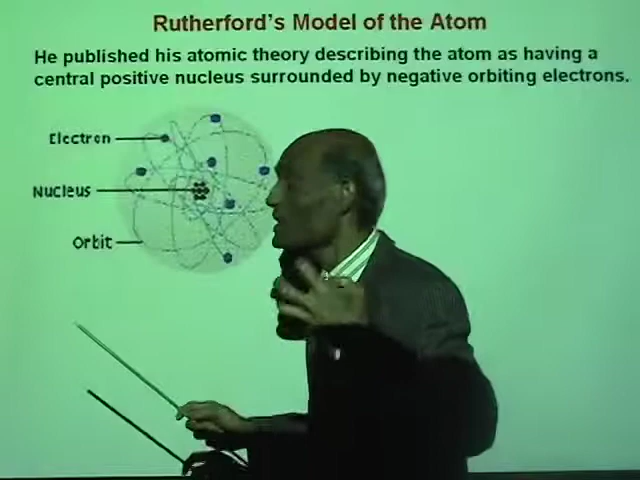 Rutherford's Model of the Atom
He published his atomic theory describing the atom as having a
central positive nucleus surrounded by negative orbiting electrons.
Electron
Nucleus
Orbit